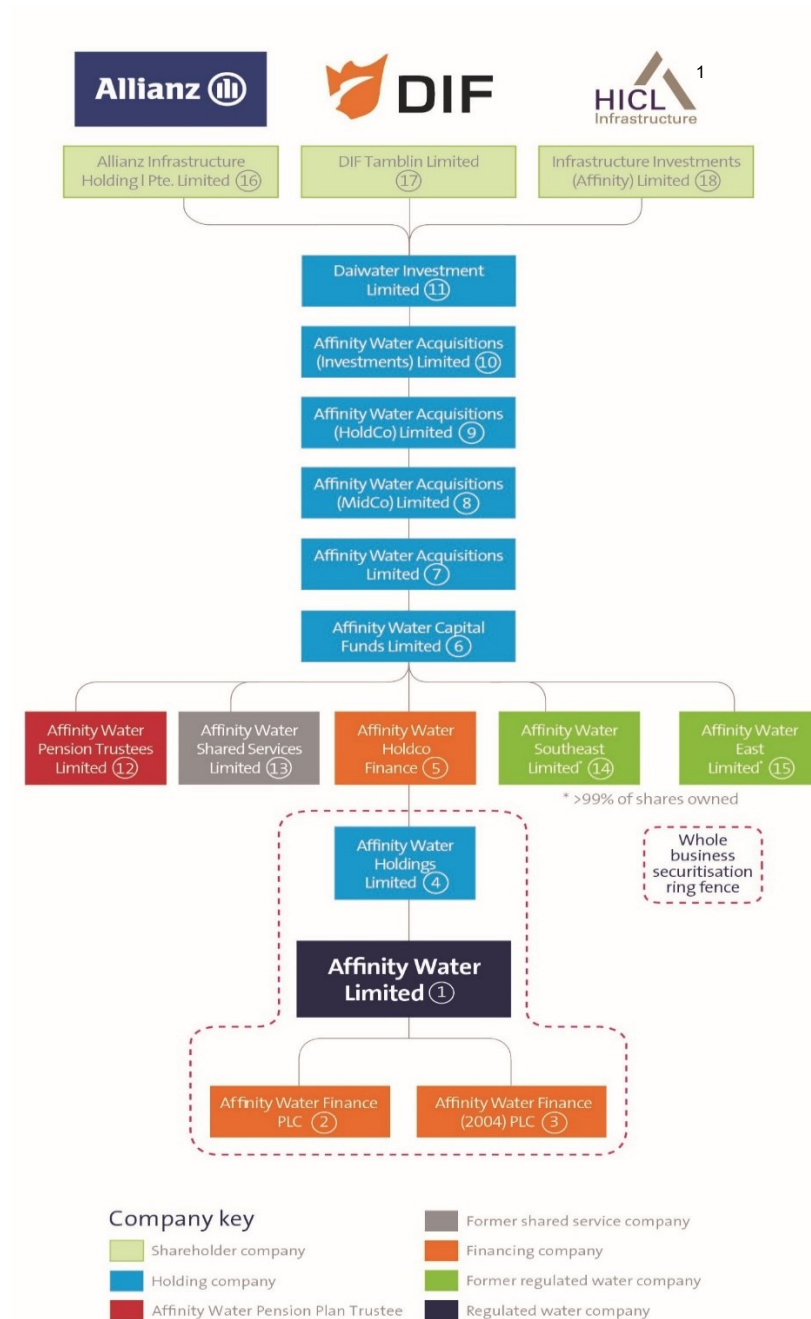 Allianz
DIF
HICL
Infrastructure
1
Allianz Infrastructure
Holding I Pte. Limited 16
DIF Tamblin Limited
17
Infrastructure Investments
(Affinity) Limited 18
Daiwater Investment
Limited 11
Affinity Water Acquisitions
(Investments) Limited 10
Affinity Water Acquisitions
(HoldCo) Limited 9
Affinity Water Acquisitions
(MidCo) Limited 8
Affinity Water Acquisitions
Limited 7
Affinity Water Capital
Funds Limited 6
Affinity Water
Pension Trustees
Limited 12
Affinity Water
Shared Services
Limited 13
Affinity Water
Holdco
Finance 5
Affinity Water
Southeast
Limited* 14
Affinity Water
East
Limited* 15
* >99% of shares owned
Affinity Water
Holdings
Limited 4
Whole
business
securitisation
ring fence
Affinity Water
Limited 1
Affinity Water Finance
PLC 2
Affinity Water Finance
(2004) PLC 3
Company key
Shareholder company
Holding company
Affinity Water Pension Plan Trustee
Former shared service company
Financing company
Former regulated water company
Regulated water company